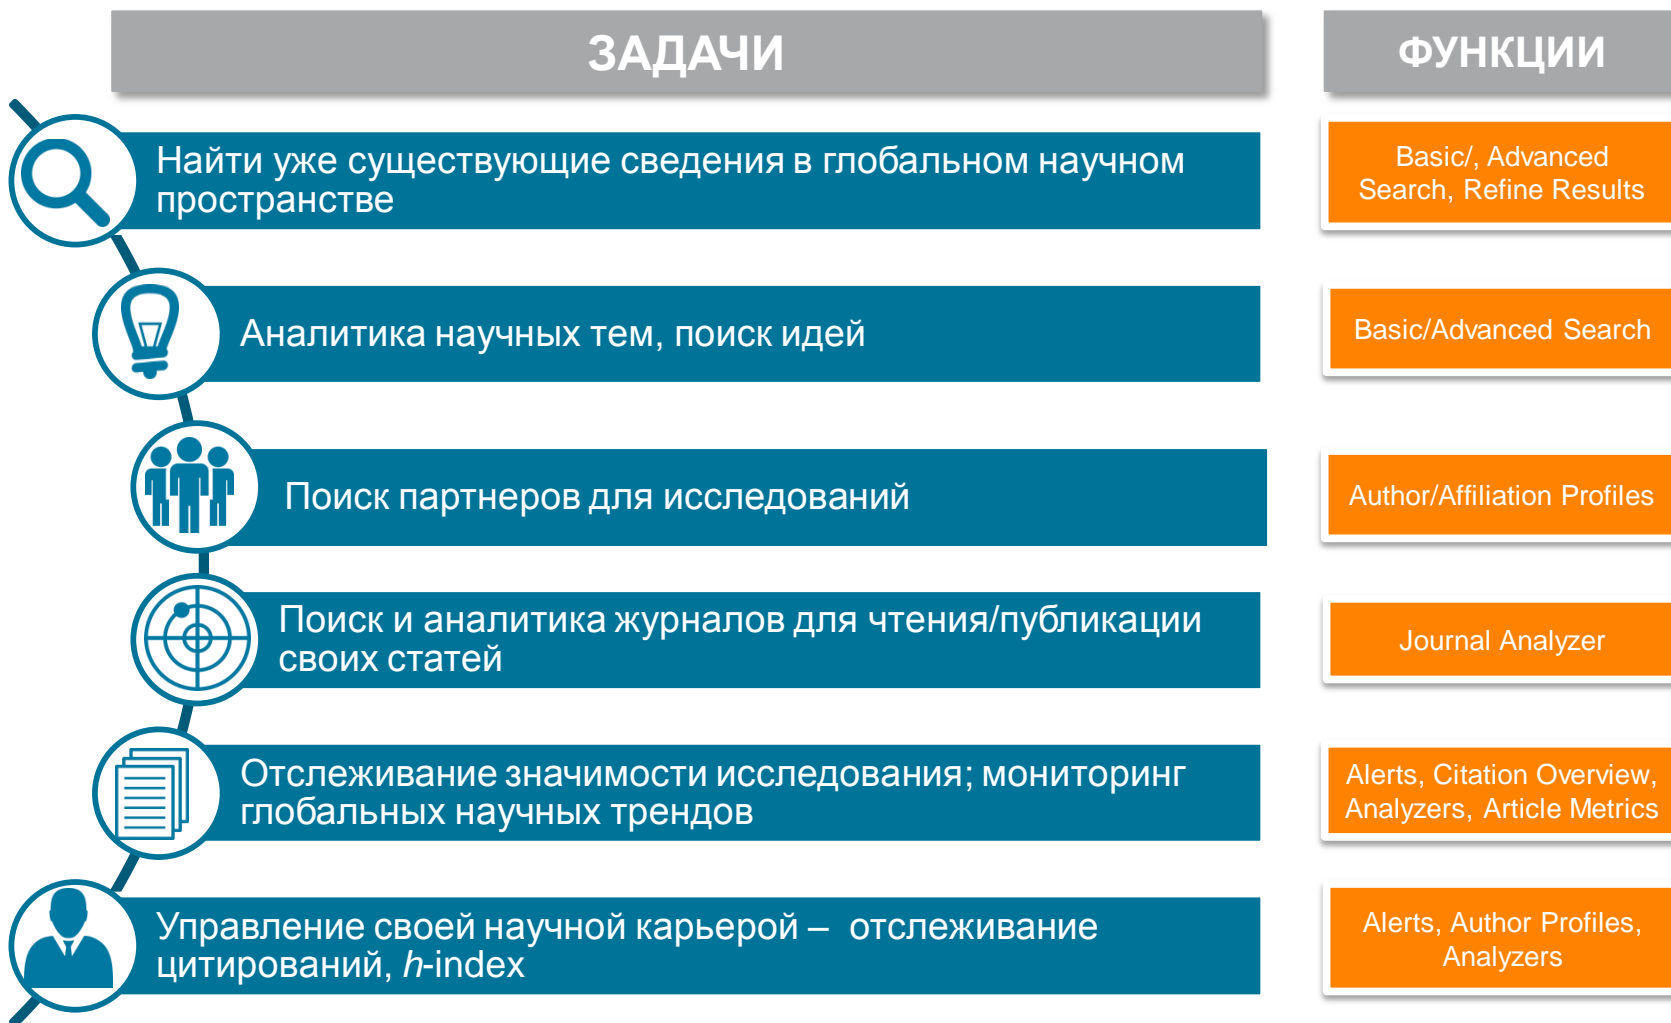 ЗАДАЧИ
ФУНКЦИИ
Найти уже существующие сведения в глобальном научном
пространстве
Basic/, Advanced
Search, Refine Results
Аналитика научных тем, поиск идей
Basic/Advanced Search
Поиск партнеров для исследований
Author/Affiliation Profiles
Поиск и аналитика журналов для чтения/публикации
своих статей
Journal Analyzer
Отслеживание значимости исследования; мониторинг
глобальных научных трендов
Alerts, Citation Overview,
Analyzers, Article Metrics
Управление своей научной карьерой – отслеживание
цитирований, h-index
Alerts, Author Profiles,
Analyzers